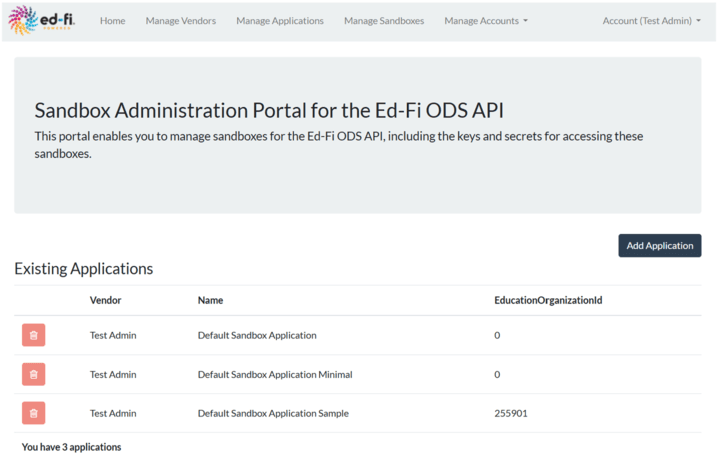 ed-fi.
POWERED
Home Manage Vendors Manage Applications Manage Sandboxes Manage Accounts Account (Test Admin)
Sandbox Administration Portal for the Ed-Fi ODS API
This portal enables you to manage sandboxes for the Ed-Fi ODS API, including the keys and secrets for accessing these
sandboxes.
Add Application
Existing Applications
Vendor Name EducationOrganizationId
Test Admin Default Sandbox Application 0
Test Admin Default Sandbox Application Minimal 0
Test Admin Default Sandbox Application Sample 255901
You have 3 applications